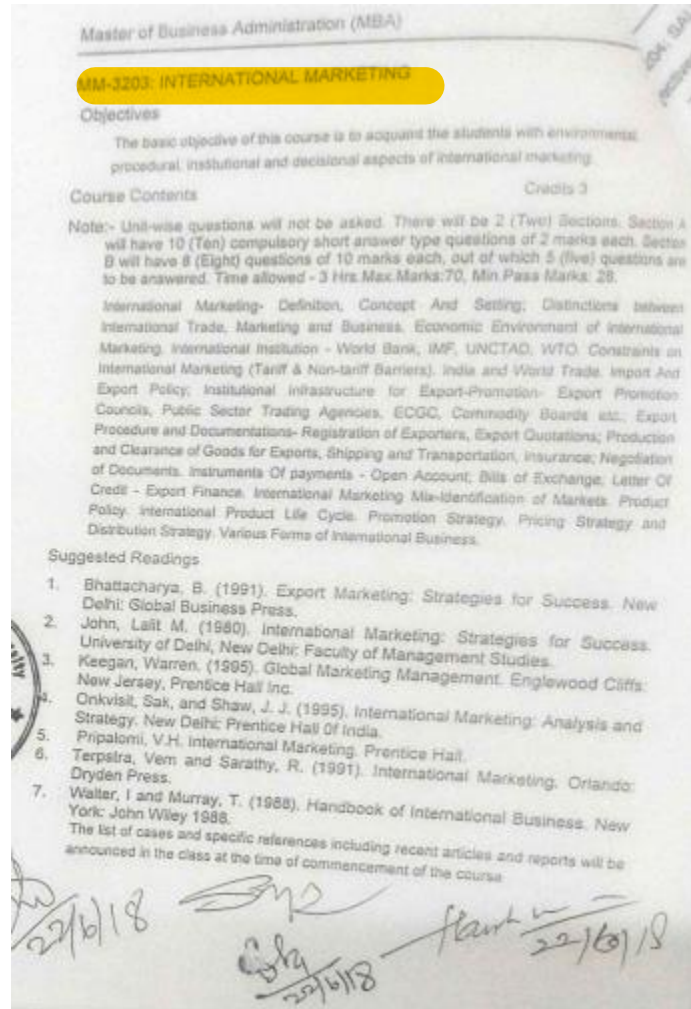 Master of Business Administration (MBA)
MM-3203: INTERNATIONAL MARKETING
Objectives
The basic objective of this course is to acquaint the students with environmental,
procedural, institutional and decisional aspects of international marketing.
Course Contents Credits 3
Note:- Unit-wise questions will not be asked. There will be 2 (Two) Sections. Section A
will have 10 (Ten) compulsory short answer type questions of 2 marks each. Section
B will have 8 (Eight) questions of 10 marks each, out of which 5 (five) questions are
to be answered. Time allowed - 3 Hrs.Max.Marks:70, Min.Pass Marks: 28.
International Marketing- Definition, Concept And Setting; Distinctions between
International Trade, Marketing and Business. Economic Environment of International
Marketing. International Institution - World Bank, IMF, UNCTAD, WTO. Constraints on
International Marketing (Tariff & Non-tariff Barriers). India and World Trade. Import And
Export Policy; Institutional Infrastructure for Export-Promotion- Export Promotion
Councils, Public Sector Trading Agencies, ECGC, Commodity Boards etc.; Export
Procedure and Documentations- Registration of Exporters, Export Quotations; Production
and Clearance of Goods for Exports, Shipping and Transportation, Insurance; Negotiation
of Documents. Instruments Of payments - Open Account, Bills of Exchange; Letter Of
Credit - Export Finance. International Marketing Mix-Identification of Markets. Product
Policy. International Product Life Cycle. Promotion Strategy. Pricing Strategy and
Distribution Strategy. Various Forms of International Business.
Suggested Readings
1. Bhattacharya, B. (1991). Export Marketing: Strategies for Success. New
Delhi: Global Business Press.
2. John, Lalit M. (1980). International Marketing: Strategies for Success.
University of Delhi, New Delhi: Faculty of Management Studies.
3. Keegan, Warren. (1995). Global Marketing Management. Englewood Cliffs:
New Jersey, Prentice Hall Inc.
4. Onkvisit, Sak, and Shaw, J. J. (1995). International Marketing: Analysis and
Strategy. New Delhi: Prentice Hall 0f India.
5. Pripalomi, V.H. International Marketing. Prentice Hall.
6. Terpstra, Vern and Sarathy, R. (1991). International Marketing. Orlando:
Dryden Press.
7. Walter, I and Murray, T. (1988). Handbook of International Business. New
York: John Wiley 1988.
The list of cases and specific references including recent articles and reports will be
announced in the class at the time of commencement of the course
22/6/18
22/6/18
22/6/18